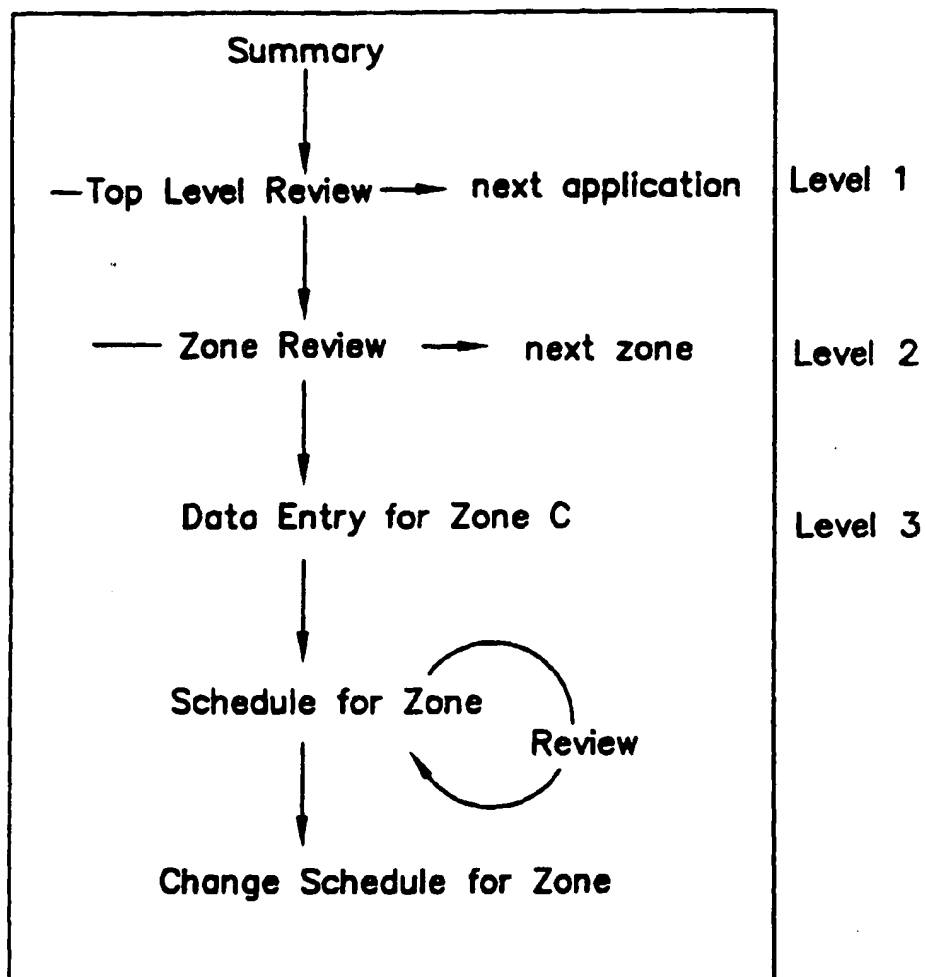 Summary
Top Level Review next application Level 1
Zone Review next zone Level 2
Data Entry for Zone C Level 3
Schedule for Zone
Review
Change Schedule for Zone